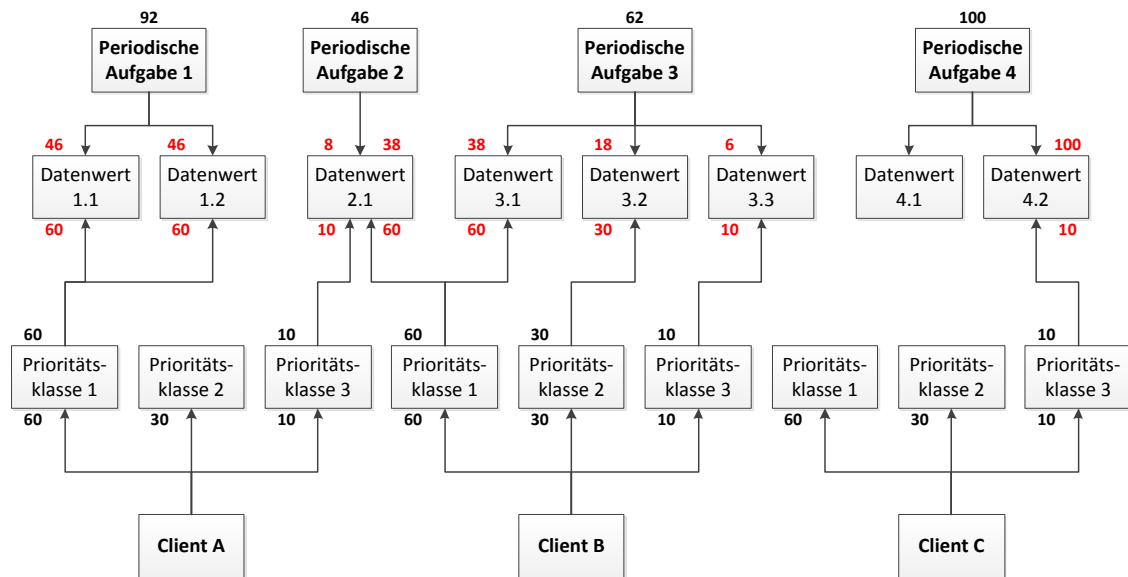 92 46 62 100
Periodische Periodische Periodische Periodische
Aufgabe 1 Aufgabe 2 Aufgabe 3 Aufgabe 4
46 46 8 38 38 18 6 100
Datenwert Datenwert Datenwert Datenwert Datenwert Datenwert Datenwert Datenwert
1.1 1.2 2.1 3.1 3.2 3.3 4.1 4.2
60 60 10 60 60 30 10 10
60 10 60 30 10 10
Prioritäts- Prioritäts- Prioritäts- Prioritäts- Prioritäts- Prioritäts- Prioritäts- Prioritäts- Prioritäts-
klasse 1 klasse 2 klasse 3 klasse 1 klasse 2 klasse 3 klasse 1 klasse 2 klasse 3
60 30 10 60 30 10 60 30 10
Client A Client B Client C